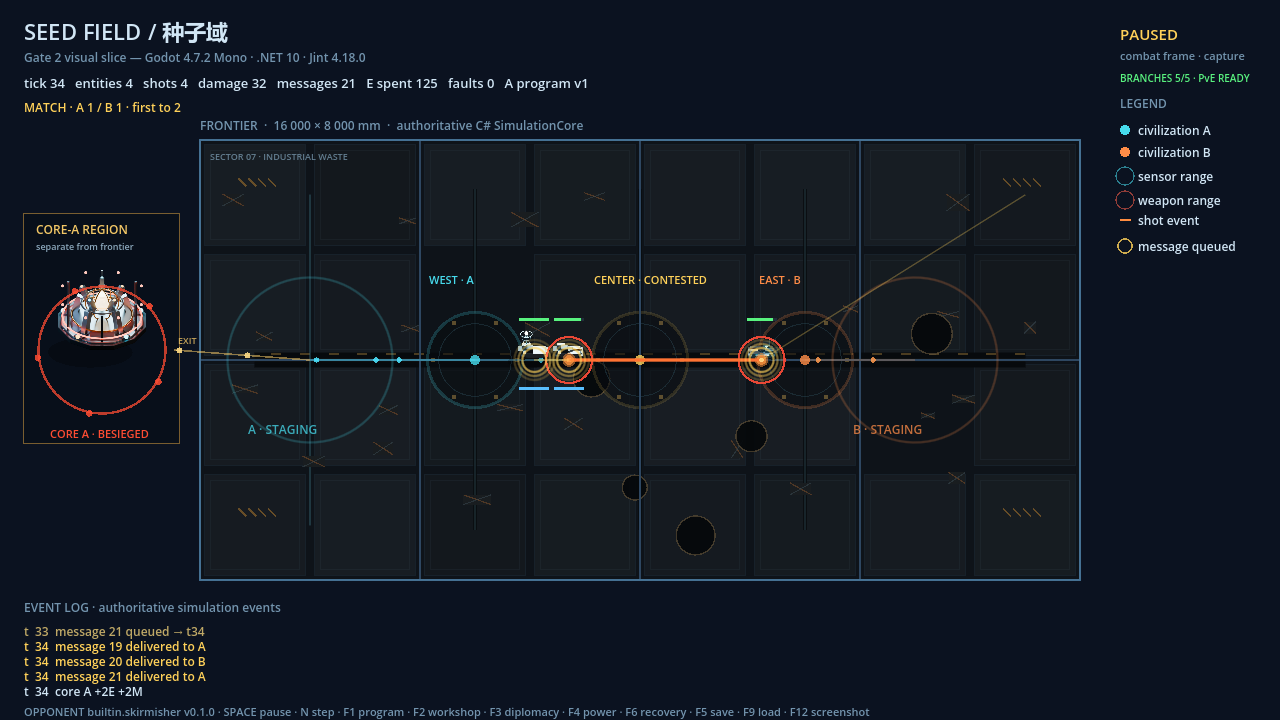 SEED FIELD / 种子域
Gate 2 visual slice — Godot 4.7.2 Mono · .NET 10 · Jint 4.18.0
tick 34 entities 4 shots 4 damage 32 messages 21 E spent 125 faults 0 A program v1
MATCH · A 1 / B 1 · first to 2
FRONTIER · 16 000 × 8 000 mm · authoritative C# SimulationCore
SECTOR 07 · INDUSTRIAL WASTE
CORE-A REGION
separate from frontier
EXIT
CORE A · BESIEGED
WEST · A
CENTER · CONTESTED
EAST · B
A · STAGING
B · STAGING
PAUSED
combat frame · capture
BRANCHES 5/5 · PvE READY
LEGEND
civilization A
civilization B
sensor range
weapon range
shot event
message queued
EVENT LOG · authoritative simulation events
t 33 message 21 queued → t34
t 34 message 19 delivered to A
t 34 message 20 delivered to B
t 34 message 21 delivered to A
t 34 core A +2E +2M
OPPONENT builtin.skirmisher v0.1.0 · SPACE pause · N step · F1 program · F2 workshop · F3 diplomacy · F4 power · F6 recovery · F5 save · F9 load · F12 screenshot